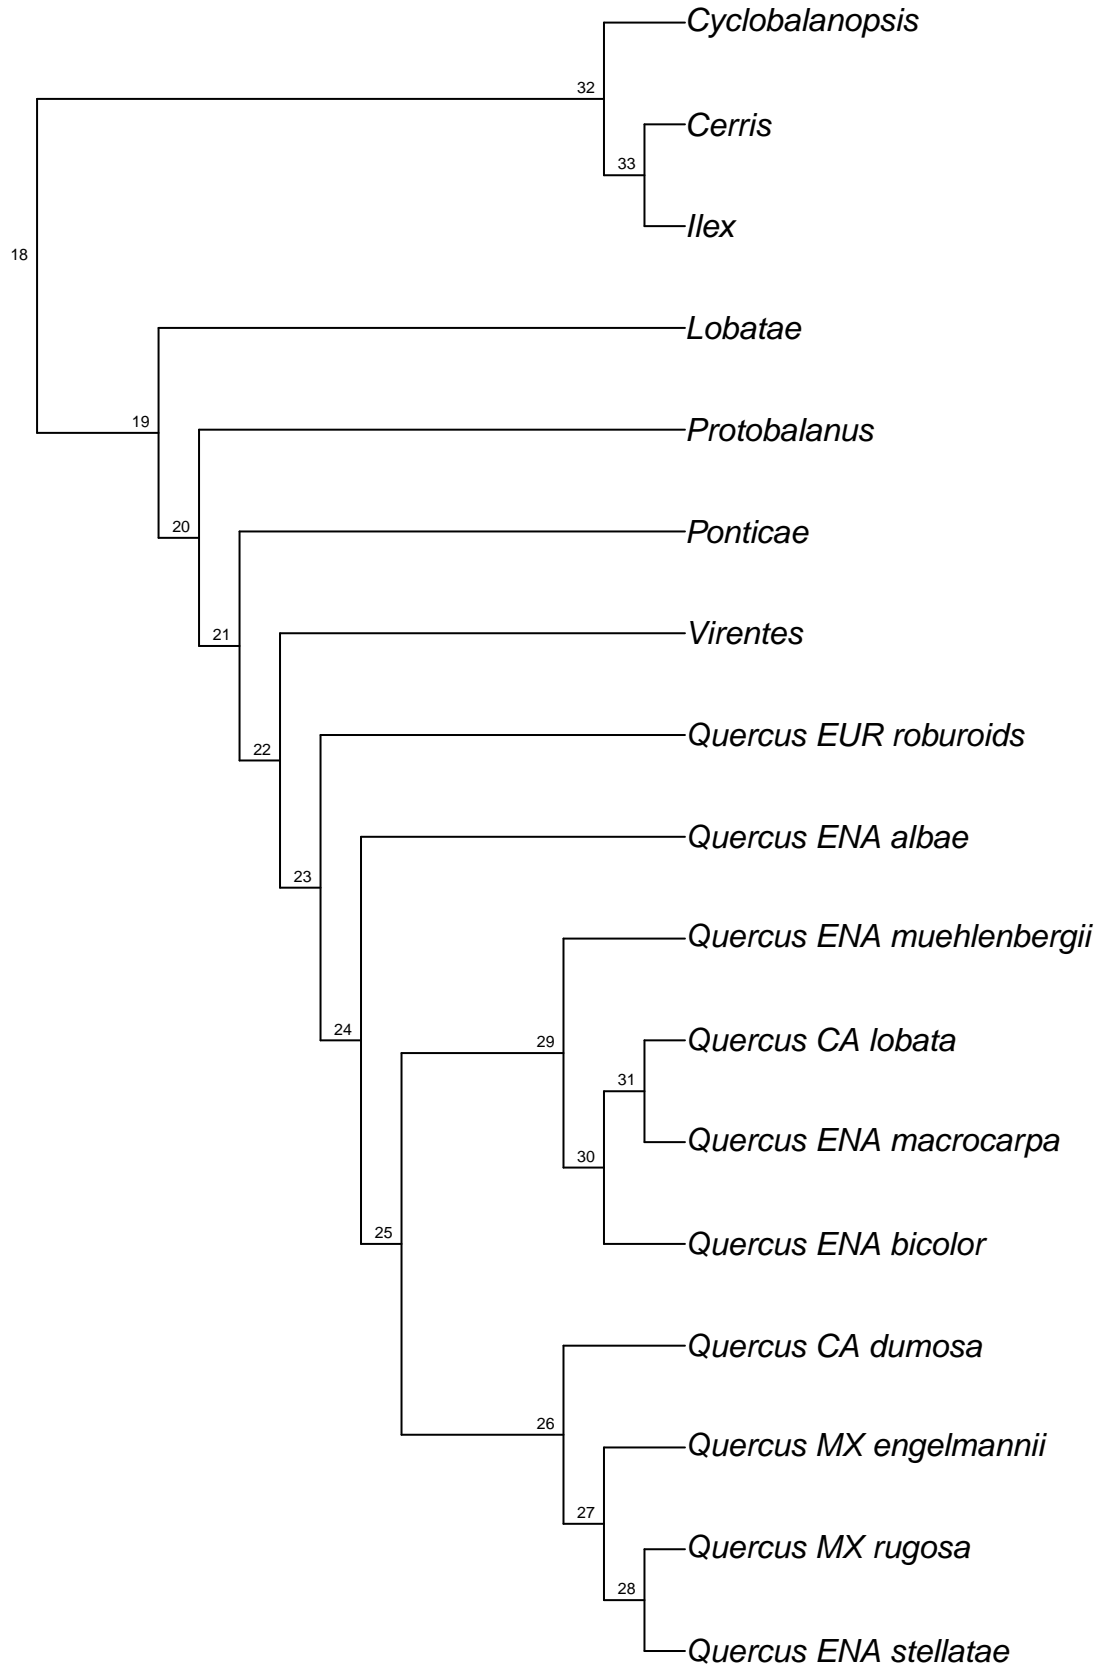 Cyclobalanopsis
32
Cerris
33
Ilex
18
Lobatae
19
Protobalanus
20
Ponticae
21
Virentes
22
Quercus EUR roburoids
Quercus ENA albae
23
Quercus ENA muehlenbergii
24
29
Quercus CA lobata
31
Quercus ENA macrocarpa
30
25
Quercus ENA bicolor
Quercus CA dumosa
26
Quercus MX engelmannii
27
Quercus MX rugosa
28
Quercus ENA stellatae